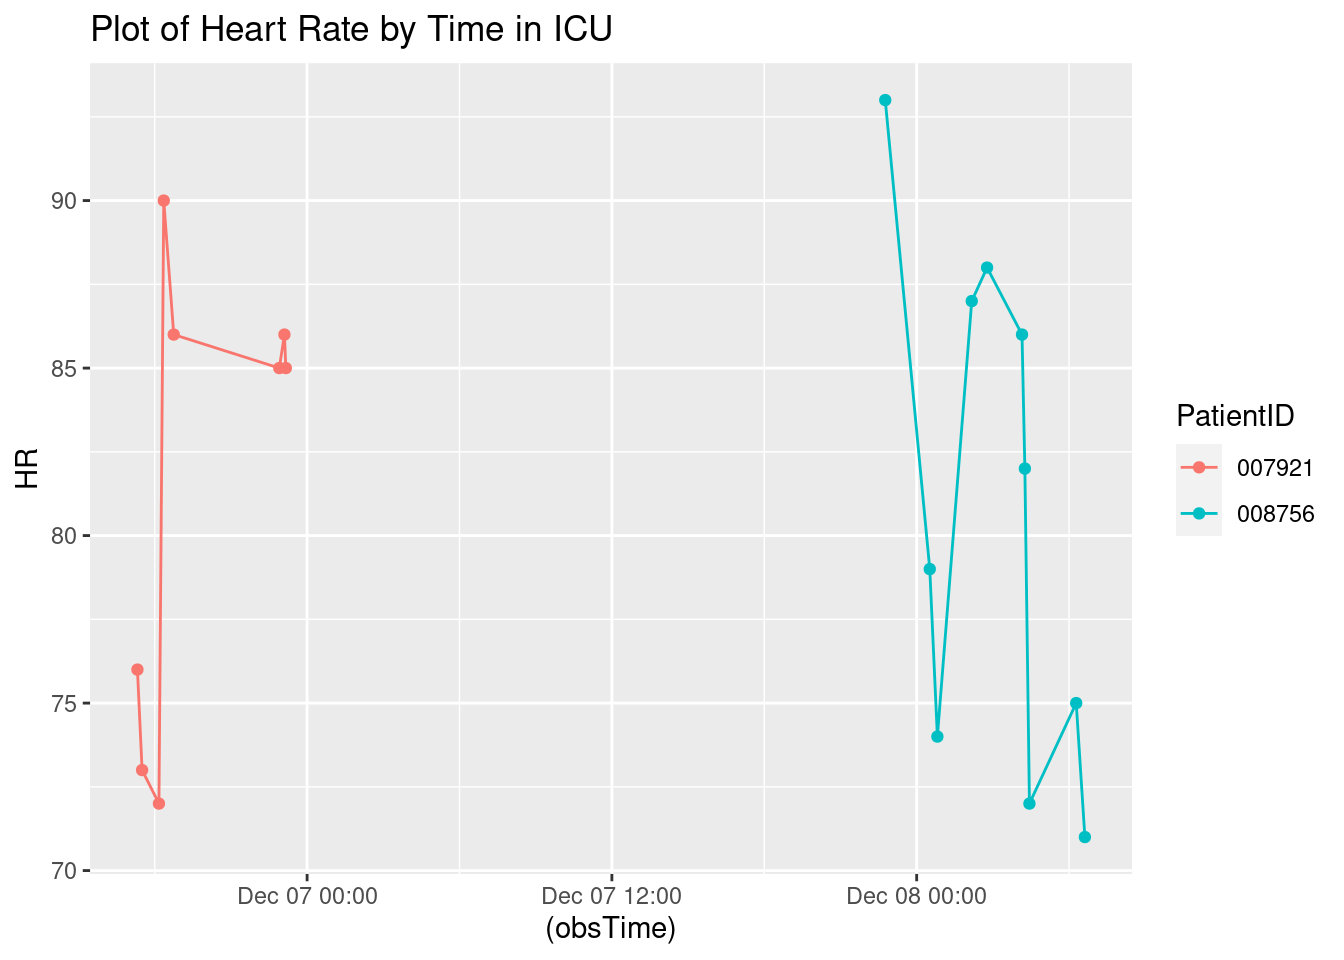 Plot of Heart Rate by Time in ICU
90
85
80
75
70
HR
Dec 07 00:00
Dec 07 12:00
Dec 08 00:00
(obsTime)
PatientID
007921
008756